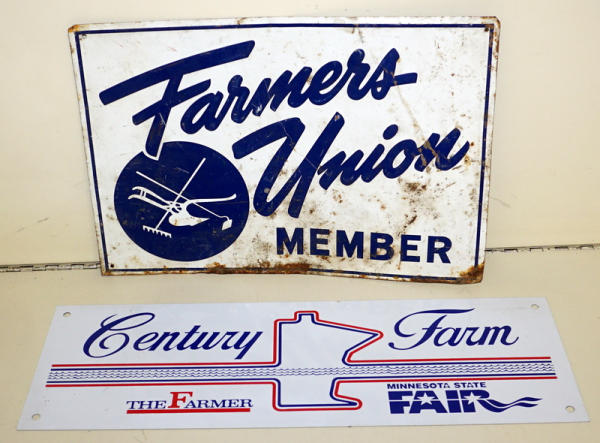 Farmers
Union
MEMBER
Century Farm
THE FARMER
MINNESOTA STATE
FAIR